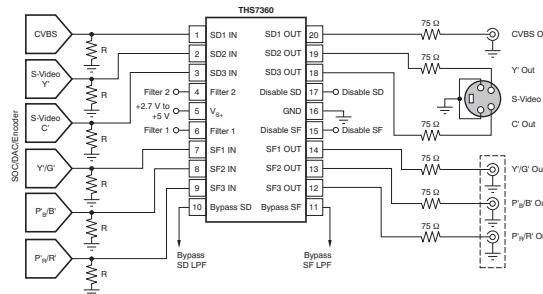 THS7360
CVBS
R
1 SD1 IN
SD1 OUT 20
75 Ω
CVBS O
S-Video
Y'
R
2 SD2 IN
SD2 OUT 19
75 Ω
Y' Out
3 SD3 IN
SD3 OUT 18
S-Video
S-Video
C'
R
Filter 2
4 Filter 2
Disable SD 17
Disable SD
+2.7 V to
+5 V
5 VS+
GND 16
75 Ω
C' Out
Filter 1
6 Filter 1
Disable SF 15
Disable SF
SOC/DAC/Encoder
Y'/G'
R
7 SF1 IN
SF1 OUT 14
75 Ω
Y'/G' Ou
8 SF2 IN
SF2 OUT 13
P'B/B'
R
9 SF3 IN
SF3 OUT 12
75 Ω
P'B/B' O
10 Bypass SD
Bypass SF 11
75 Ω
P'R/R' O
P'R/R'
R
Bypass
SD LPF
Bypass
SF LPF